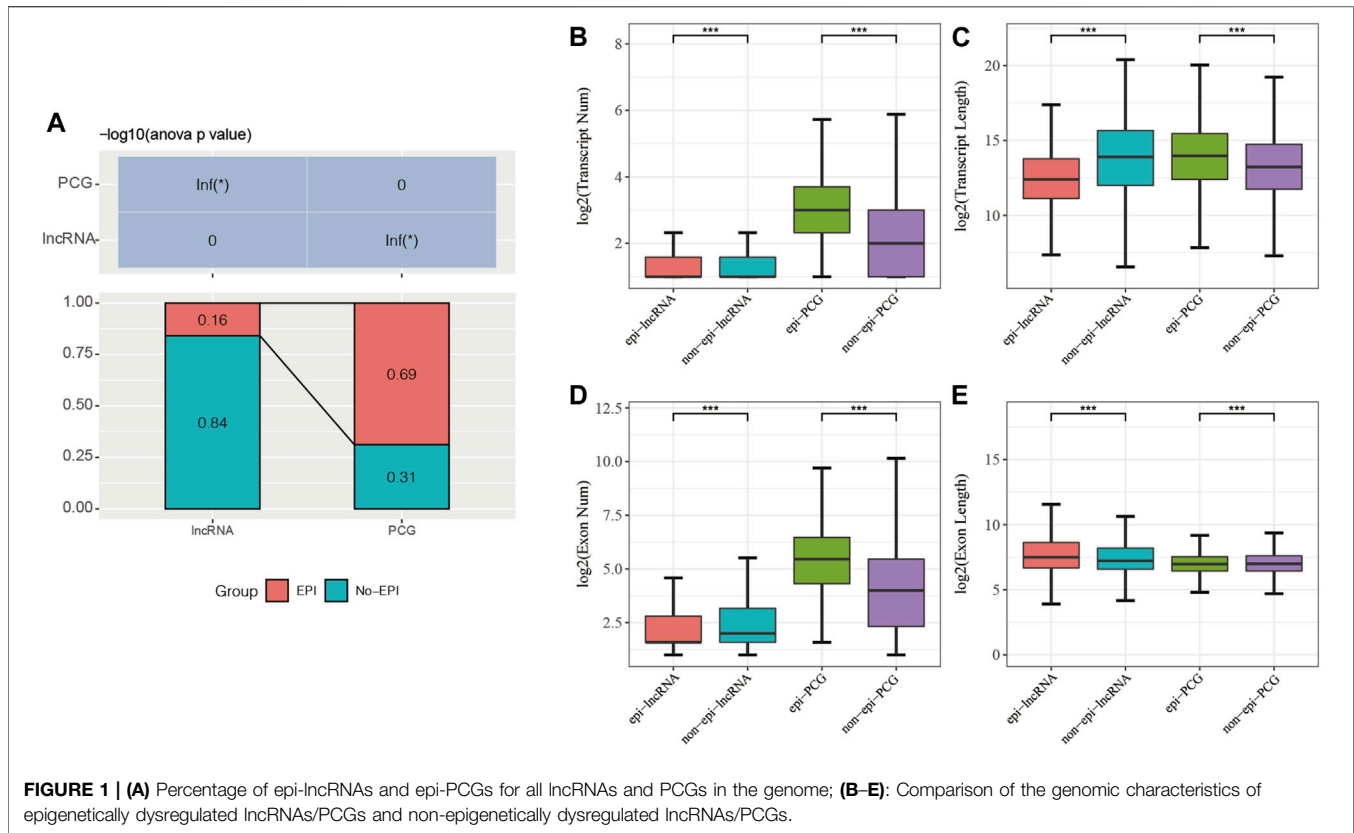 A
−log10(anova p value)
PCG
Inf(*)
0
lncRNA
0
Inf(*)
1.00
0.75
0.50
0.25
0.00
0.16
0.84
0.69
0.31
lncRNA
PCG
Group
EPI
No−EPI
B
***
***
log2(Transcript Num)
8
6
4
2
epi−lncRNA
non−epi−lncRNA
epi−PCG
non−epi−PCG
C
***
***
log2(Transcript Length)
20
15
10
epi−lncRNA
non−epi−lncRNA
epi−PCG
non−epi−PCG
D
***
***
log2(Exon Num)
12.5
10.0
7.5
5.0
2.5
epi−lncRNA
non−epi−lncRNA
epi−PCG
non−epi−PCG
E
***
***
log2(Exon Length)
15
10
5
0
epi−lncRNA
non−epi−lncRNA
epi−PCG
non−epi−PCG
FIGURE 1 | (A) Percentage of epi-lncRNAs and epi-PCGs for all lncRNAs and PCGs in the genome; (B–E): Comparison of the genomic characteristics of
epigenetically dysregulated lncRNAs/PCGs and non-epigenetically dysregulated lncRNAs/PCGs.